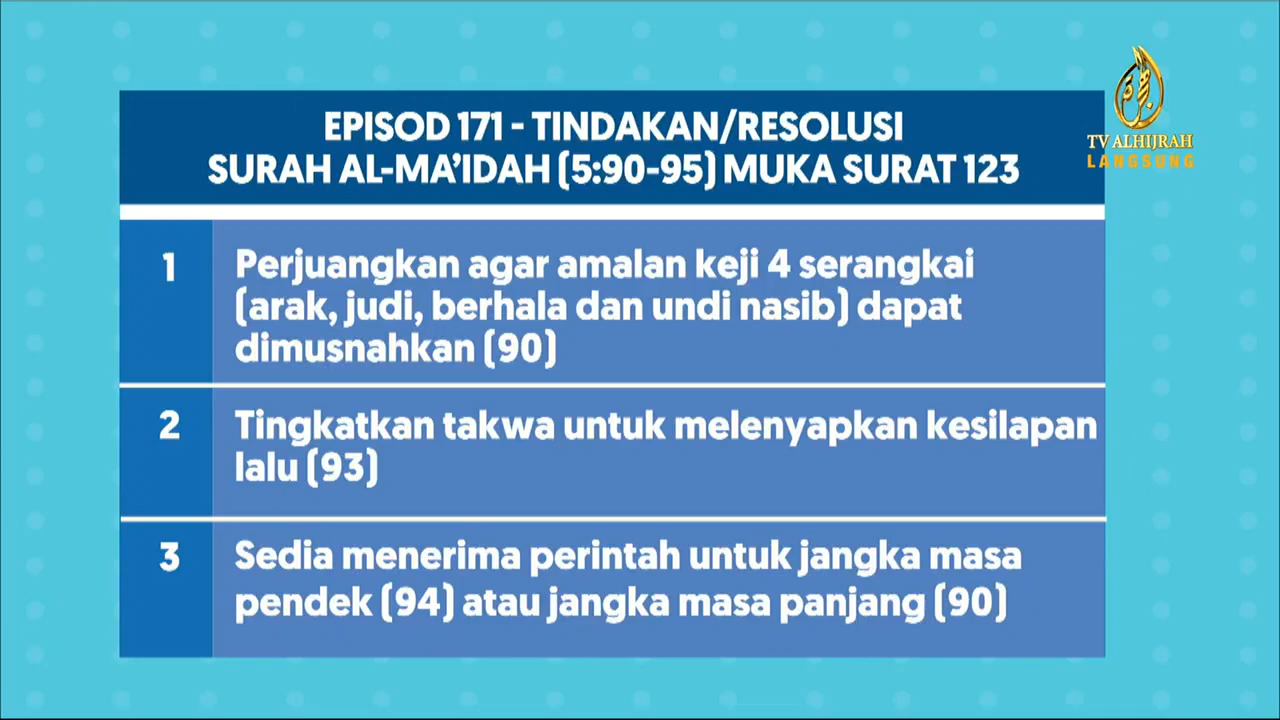 EPISOD 171 - TINDAKAN/RESOLUSI
SURAH AL-MA'IDAH (5:90-95) MUKA SURAT 123
TV ALHIJRAH
LANGSUNG
1
Perjuangkan agar amalan keji 4 serangkai
(arak, judi, berhala dan undi nasib) dapat
dimusnahkan (90)
2
Tingkatkan takwa untuk melenyapkan kesilapan
lalu (93)
3
Sedia menerima perintah untuk jangka masa
pendek (94) atau jangka masa panjang (90)